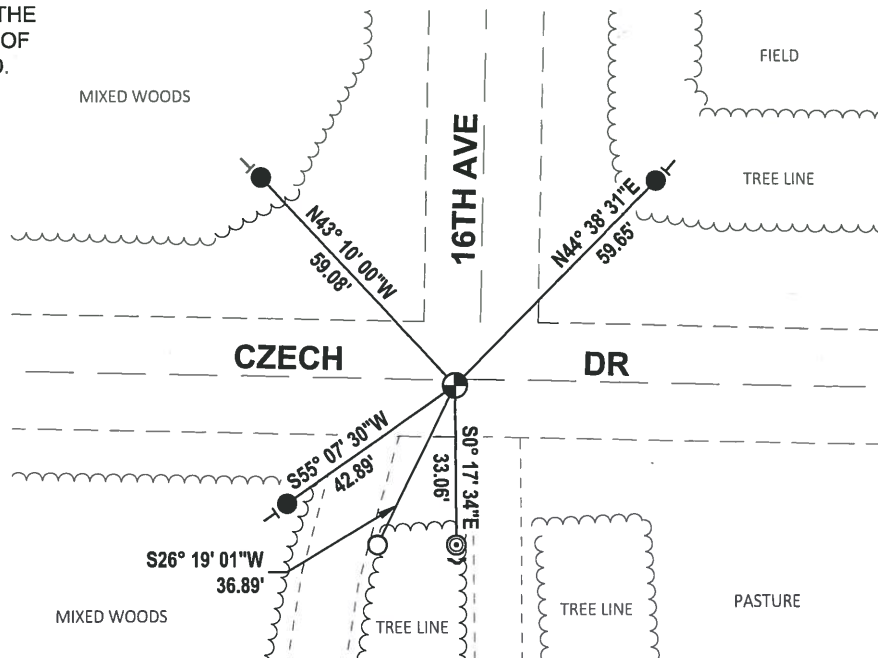 THE
OF
MIXED WOODS
FIELD
16TH AVE
TREE LINE
N43° 10' 00"W
59.08'
N44° 38' 31"E
59.65'
CZECH DR
S55° 07' 30"W
42.89'
S0° 17' 34"E
33.06'
S26° 19' 01"W
36.89'
MIXED WOODS
TREE LINE
TREE LINE
PASTURE